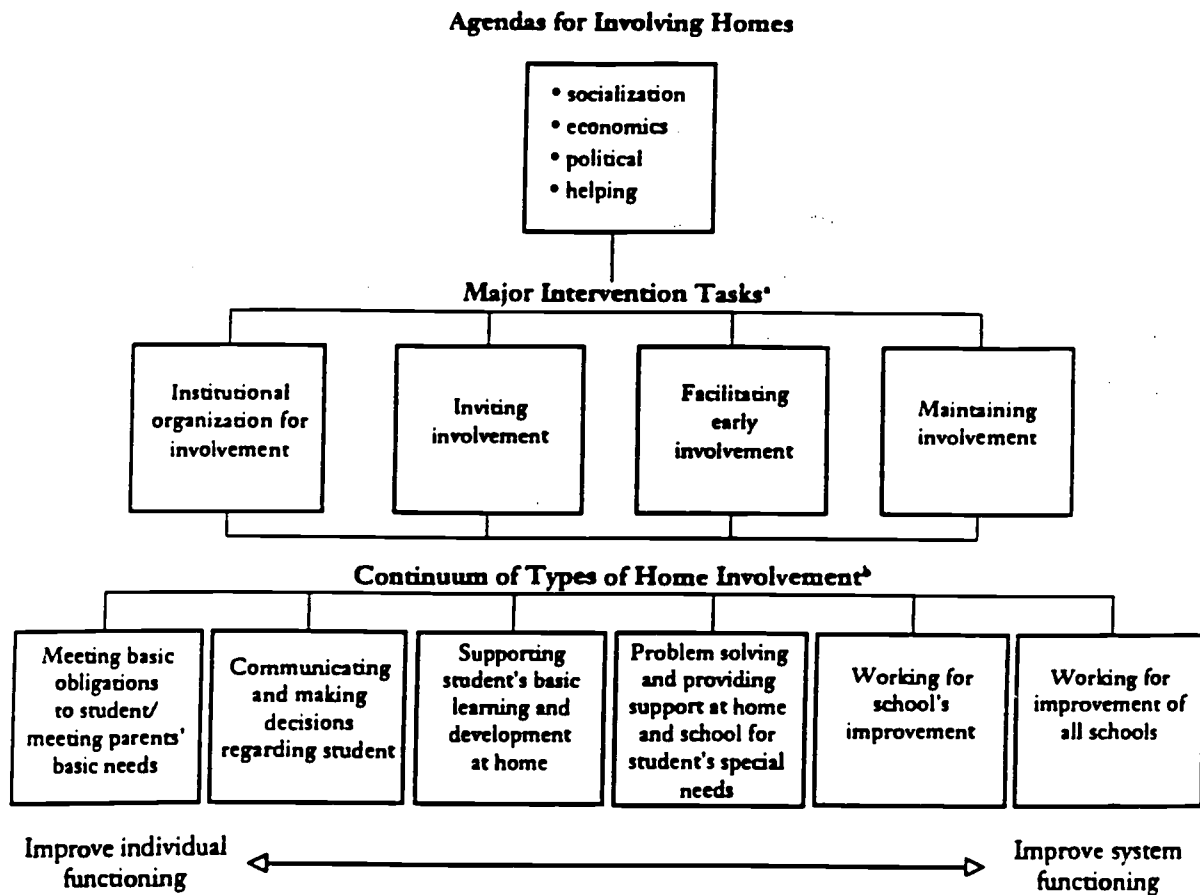 Agendas for Involving Homes
• socialization
• economics
• political
• helping
Major Intervention Tasksª
Institutional
organization for
involvement
Inviting
involvement
Facilitating
early
involvement
Maintaining
involvement
Continuum of Types of Home Involvementᵇ
Meeting basic
obligations
to student/
meeting parents'
basic needs
Communicating
and making
decisions
regarding student
Supporting
student's basic
learning and
development
at home
Problem solving
and providing
support at home
and school for
student's special
needs
Working for
school's
improvement
Working for
improvement of
all schools
Improve individual
functioning
Improve system
functioning